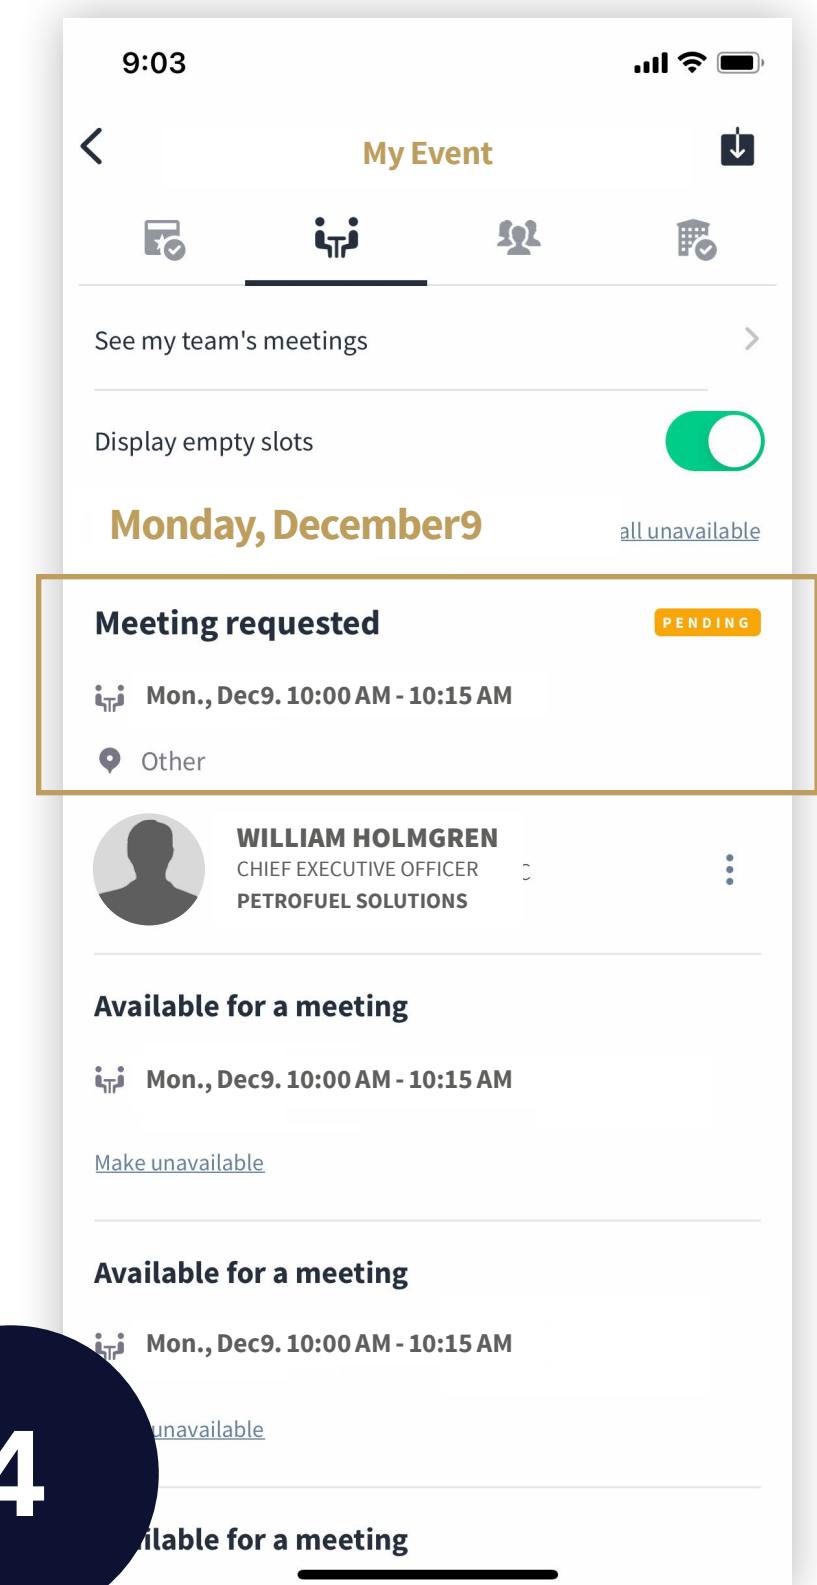 9:03
My Event
See my team's meetings
Display empty slots
Monday, December9
all unavailable
Meeting requested
PENDING
Mon., Dec9. 10:00 AM - 10:15 AM
Other
WILLIAM HOLMGREN
CHIEF EXECUTIVE OFFICER
PETROFUEL SOLUTIONS
Available for a meeting
Mon., Dec9. 10:00 AM - 10:15 AM
Make unavailable
Available for a meeting
Mon., Dec9. 10:00 AM - 10:15 AM
unavailable
4
ilable for a meeting